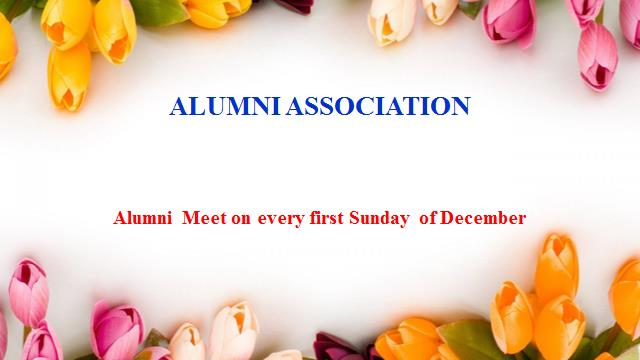 ALUMNI ASSOCIATION
Alumni Meet on every first Sunday of December